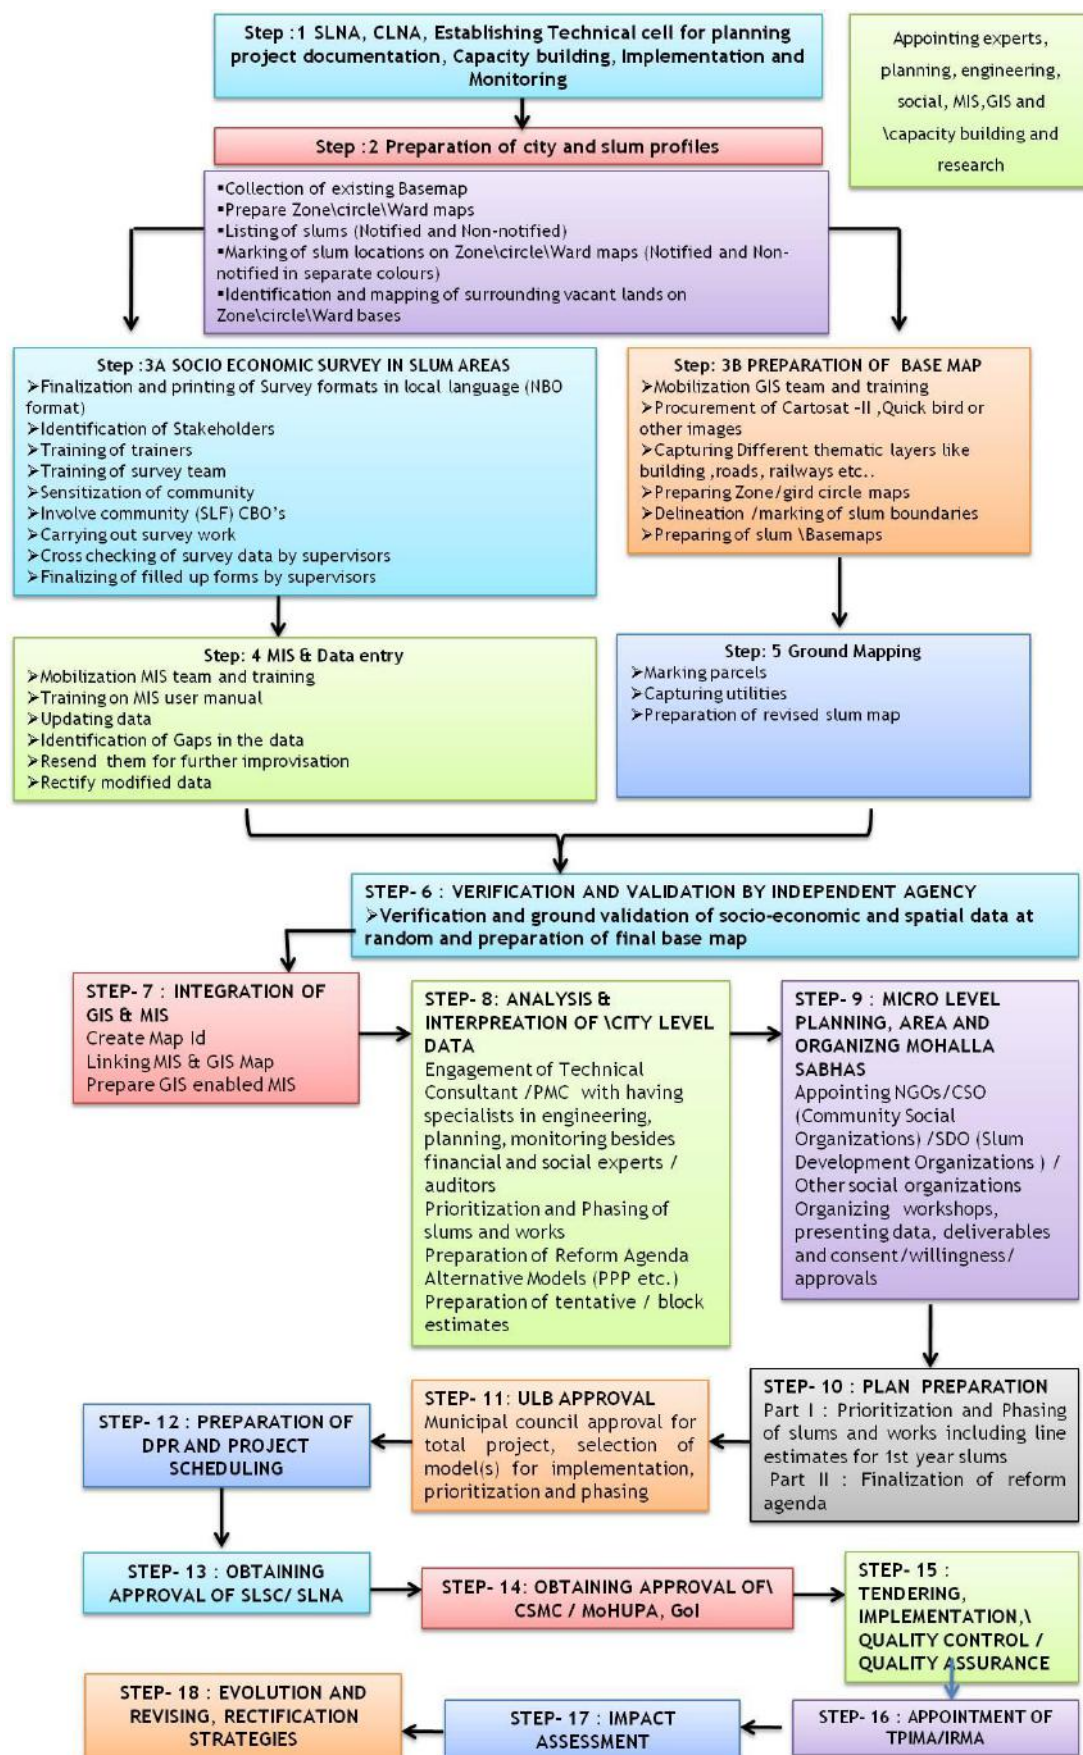 Step :1 SLNA, CLNA, Establishing Technical cell for planning
project documentation, Capacity building, Implementation and
Monitoring
Appointing experts,
planning, engineering,
social, MIS,GIS and
\capacity building and
research
Step :2 Preparation of city and slum profiles
▪Collection of existing Basemap
▪Prepare Zone\circle\Ward maps
▪Listing of slums (Notified and Non-notified)
▪Marking of slum locations on Zone\circle\Ward maps (Notified and Non-
notified in separate colours)
▪Identification and mapping of surrounding vacant lands on
Zone\circle\Ward bases
Step :3A SOCIO ECONOMIC SURVEY IN SLUM AREAS
➢Finalization and printing of Survey formats in local language (NBO
format)
➢Identification of Stakeholders
➢Training of trainers
➢Training of survey team
➢Sensitization of community
➢Involve community (SLF) CBO's
➢Carrying out survey work
➢Cross checking of survey data by supervisors
➢Finalizing of filled up forms by supervisors
Step: 3B PREPARATION OF BASE MAP
➢Mobilization GIS team and training
➢Procurement of Cartosat -II ,Quick bird or
other images
➢Capturing Different thematic layers like
building ,roads, railways etc..
➢Preparing Zone/gird circle maps
➢Delineation /marking of slum boundaries
➢Preparing of slum \Basemaps
Step: 4 MIS & Data entry
➢Mobilization MIS team and training
➢Training on MIS user manual
➢Updating data
➢Identification of Gaps in the data
➢Resend them for further improvisation
➢Rectify modified data
Step: 5 Ground Mapping
➢Marking parcels
➢Capturing utilities
➢Preparation of revised slum map
STEP- 6 : VERIFICATION AND VALIDATION BY INDEPENDENT AGENCY
➢Verification and ground validation of socio-economic and spatial data at
random and preparation of final base map
STEP- 7 : INTEGRATION OF
GIS & MIS
Create Map Id
Linking MIS & GIS Map
Prepare GIS enabled MIS
STEP- 8: ANALYSIS &
INTERPREATION OF \CITY LEVEL
DATA
Engagement of Technical
Consultant /PMC with having
specialists in engineering,
planning, monitoring besides
financial and social experts /
auditors
Prioritization and Phasing of
slums and works
Preparation of Reform Agenda
Alternative Models (PPP etc.)
Preparation of tentative / block
estimates
STEP- 9 : MICRO LEVEL
PLANNING, AREA AND
ORGANIZNG MOHALLA
SABHAS
Appointing NGOs/CSO
(Community Social
Organizations) /SDO (Slum
Development Organizations ) /
Other social organizations
Organizing workshops,
presenting data, deliverables
and consent/willingness/
approvals
STEP- 10 : PLAN PREPARATION
Part I : Prioritization and Phasing
of slums and works including line
estimates for 1st year slums
Part II : Finalization of reform
agenda
STEP- 11: ULB APPROVAL
Municipal council approval for
total project, selection of
model(s) for implementation,
prioritization and phasing
STEP- 12 : PREPARATION OF
DPR AND PROJECT
SCHEDULING
STEP- 13 : OBTAINING
APPROVAL OF SLSC/ SLNA
STEP- 14: OBTAINING APPROVAL OF\
CSMC / MoHUPA, GoI
STEP- 15 :
TENDERING,
IMPLEMENTATION,\
QUALITY CONTROL /
QUALITY ASSURANCE
STEP- 16 : APPOINTMENT OF
TPIMA/IRMA
STEP- 17 : IMPACT
ASSESSMENT
STEP- 18 : EVOLUTION AND
REVISING, RECTIFICATION
STRATEGIES